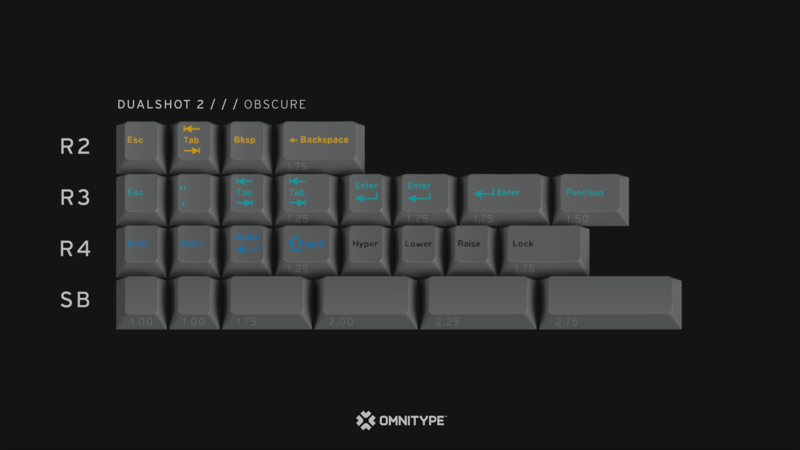 DUALSHOT 2 / / / OBSCURE
R2
Esc
Tab
Bksp
← Backspace
1.75
R3
Esc
"
'
Tab
Tab
1.25
Enter
Enter
1.25
Enter
1.75
Function
1.50
R4
Shift
Enter
1.25
Hyper
Lower
Raise
Lock
1.75
SB
1.00
1.00
1.75
2.00
2.25
2.75
OMNITYPE